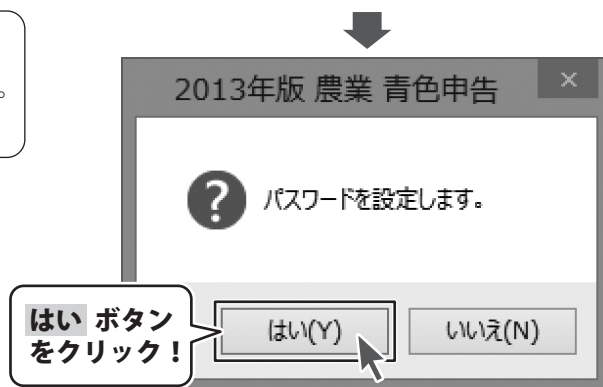 。
2013年版 農業 青色申告
×
?
パスワードを設定します。
はい ボタン
をクリック！
はい(Y)
いいえ(N)